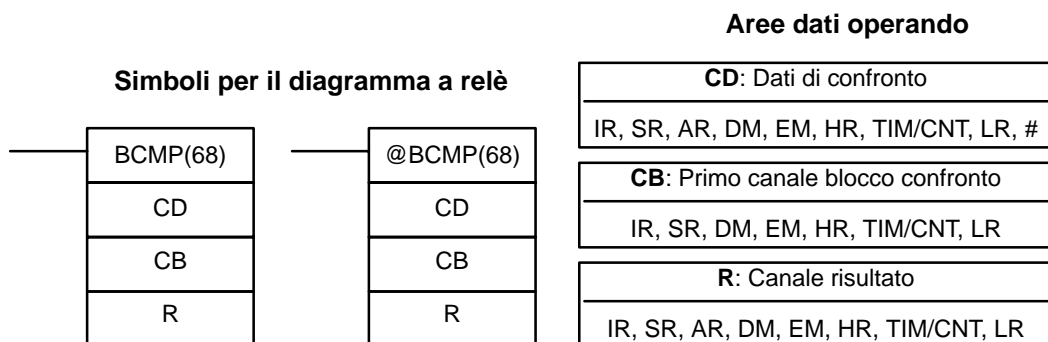 Aree dati operando
Simboli per il diagramma a relè
BCMP(68)
CD
CB
R
@BCMP(68)
CD
CB
R
CD: Dati di confronto
IR, SR, AR, DM, EM, HR, TIM/CNT, LR, #
CB: Primo canale blocco confronto
IR, SR, DM, EM, HR, TIM/CNT, LR
R: Canale risultato
IR, SR, AR, DM, EM, HR, TIM/CNT, LR